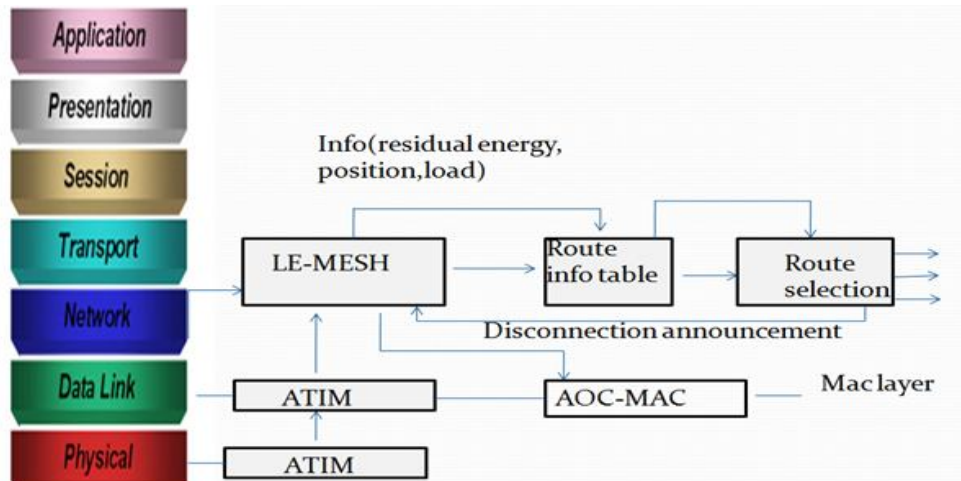 Application
Presentation
Session
Transport
Network
Data Link
Physical
Info(residual energy,
position,load)
LE-MESH
Route
info table
Route
selection
Disconnection announcement
ATIM
AOC-MAC
Mac layer
ATIM